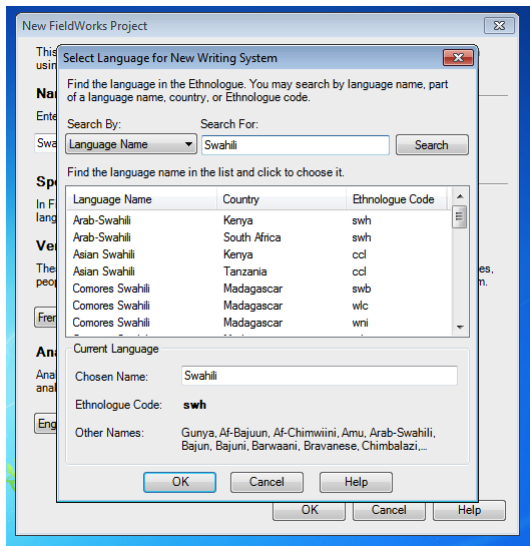 New FieldWorks Project
This
usin
Select Language for New Writing System
Find the language in the Ethnologue. You may search by language name, part
of a language name, country, or Ethnologue code.
Search By:
Search For:
Language Name
Swahili
Search
Find the language name in the list and click to choose it.
Language Name Country Ethnologue Code
Arab-Swahili Kenya swh
Arab-Swahili South Africa swh
Asian Swahili Kenya ccl
Asian Swahili Tanzania ccl
Comores Swahili Madagascar swb
Comores Swahili Madagascar wlc
Comores Swahili Madagascar wni
Current Language
Chosen Name: Swahili
Ethnologue Code: swh
Other Names: Gunya, Af-Bajuun, Af-Chimwiini, Amu, Arab-Swahili,
Bajun, Bajuni, Barwaani, Bravanese, Chimbalazi,...
OK Cancel Help
Na
Ente
Swa
Sp
In F
lang
Ve
The es,
peop m.
Fren
An
Anal
anal
Eng
OK Cancel Help